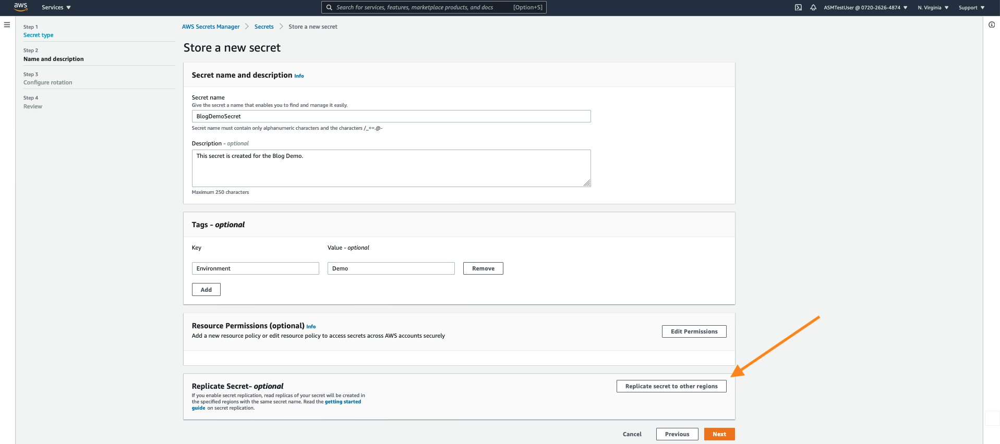 aws
Services
Search for services, features, marketplace products, and docs [Option+S]
ASMTestUser @ 0720-2626-4874
N. Virginia
Support
Step 1
Secret type
Step 2
Name and description
Step 3
Configure rotation
Step 4
Review
AWS Secrets Manager > Secrets > Store a new secret
Store a new secret
Secret name and description Info
Secret name
Give the secret a name that enables you to find and manage it easily.
BlogDemoSecret
Secret name must contain only alphanumeric characters and the characters /_+=.@-
Description - optional
This secret is created for the Blog Demo.
Maximum 250 characters
Tags - optional
Key Value - optional
Environment Demo Remove
Add
Resource Permissions (optional) Info
Add a new resource policy or edit resource policy to access secrets across AWS accounts securely
Edit Permissions
Replicate Secret- optional
If you enable secret replication, read replicas of your secret will be created in
the specified regions with the same secret name. Read the getting started
guide on secret replication.
Replicate secret to other regions
Cancel Previous Next